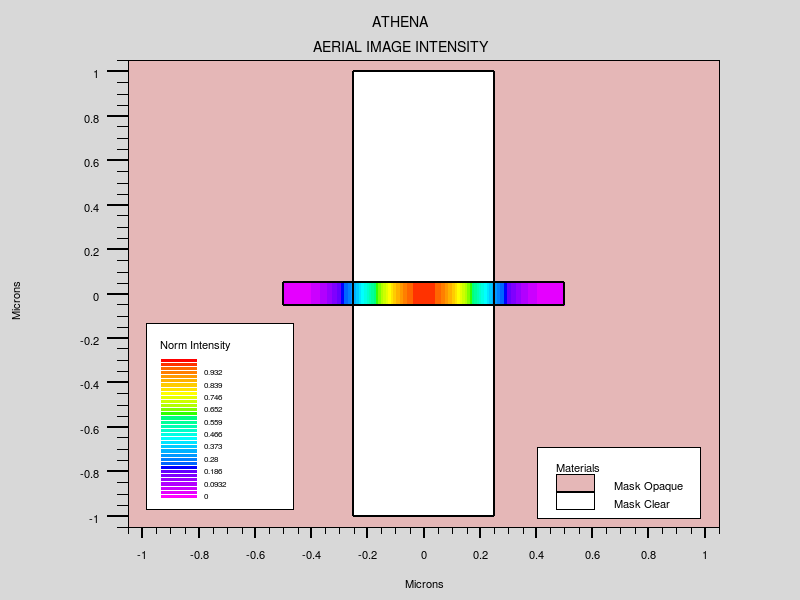 ATHENA
AERIAL IMAGE INTENSITY
1
0.8
0.6
0.4
0.2
0
-0.2
-0.4
-0.6
-0.8
-1
Microns
Norm Intensity
0.932
0.839
0.746
0.652
0.559
0.466
0.373
0.28
0.186
0.0932
0
Materials
Mask Opaque
Mask Clear
-1 -0.8 -0.6 -0.4 -0.2 0 0.2 0.4 0.6 0.8 1
Microns